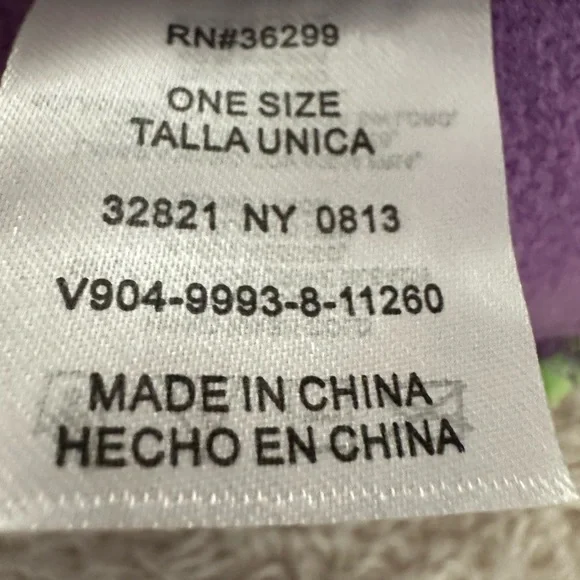 RN#36299
ONE SIZE
TALLA UNICA
32821 NY 0813
V904-9993-8-11260
MADE IN CHINA
HECHO EN CHINA